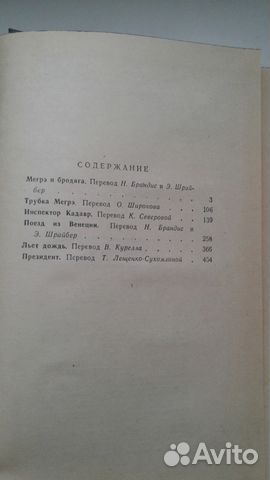 СОДЕРЖАНИЕ
Мегрэ и бродяга. Перевод Н. Брандис и Э. Шрай-
бер . . . . . . . . . . . 3
Трубка Мегрэ. Перевод О. Широкова . . . 106
Инспектор Кадавр. Перевод К. Северовой . . . 139
Поезд из Венеции. Перевод Н. Брандис и
Э. Шрайбер . . . . . . . . . 258
Льет дождь. Перевод В. Курелла . . . . . 366
Президент. Перевод Т. Лещенко-Сухомлиной . . 454
Avito